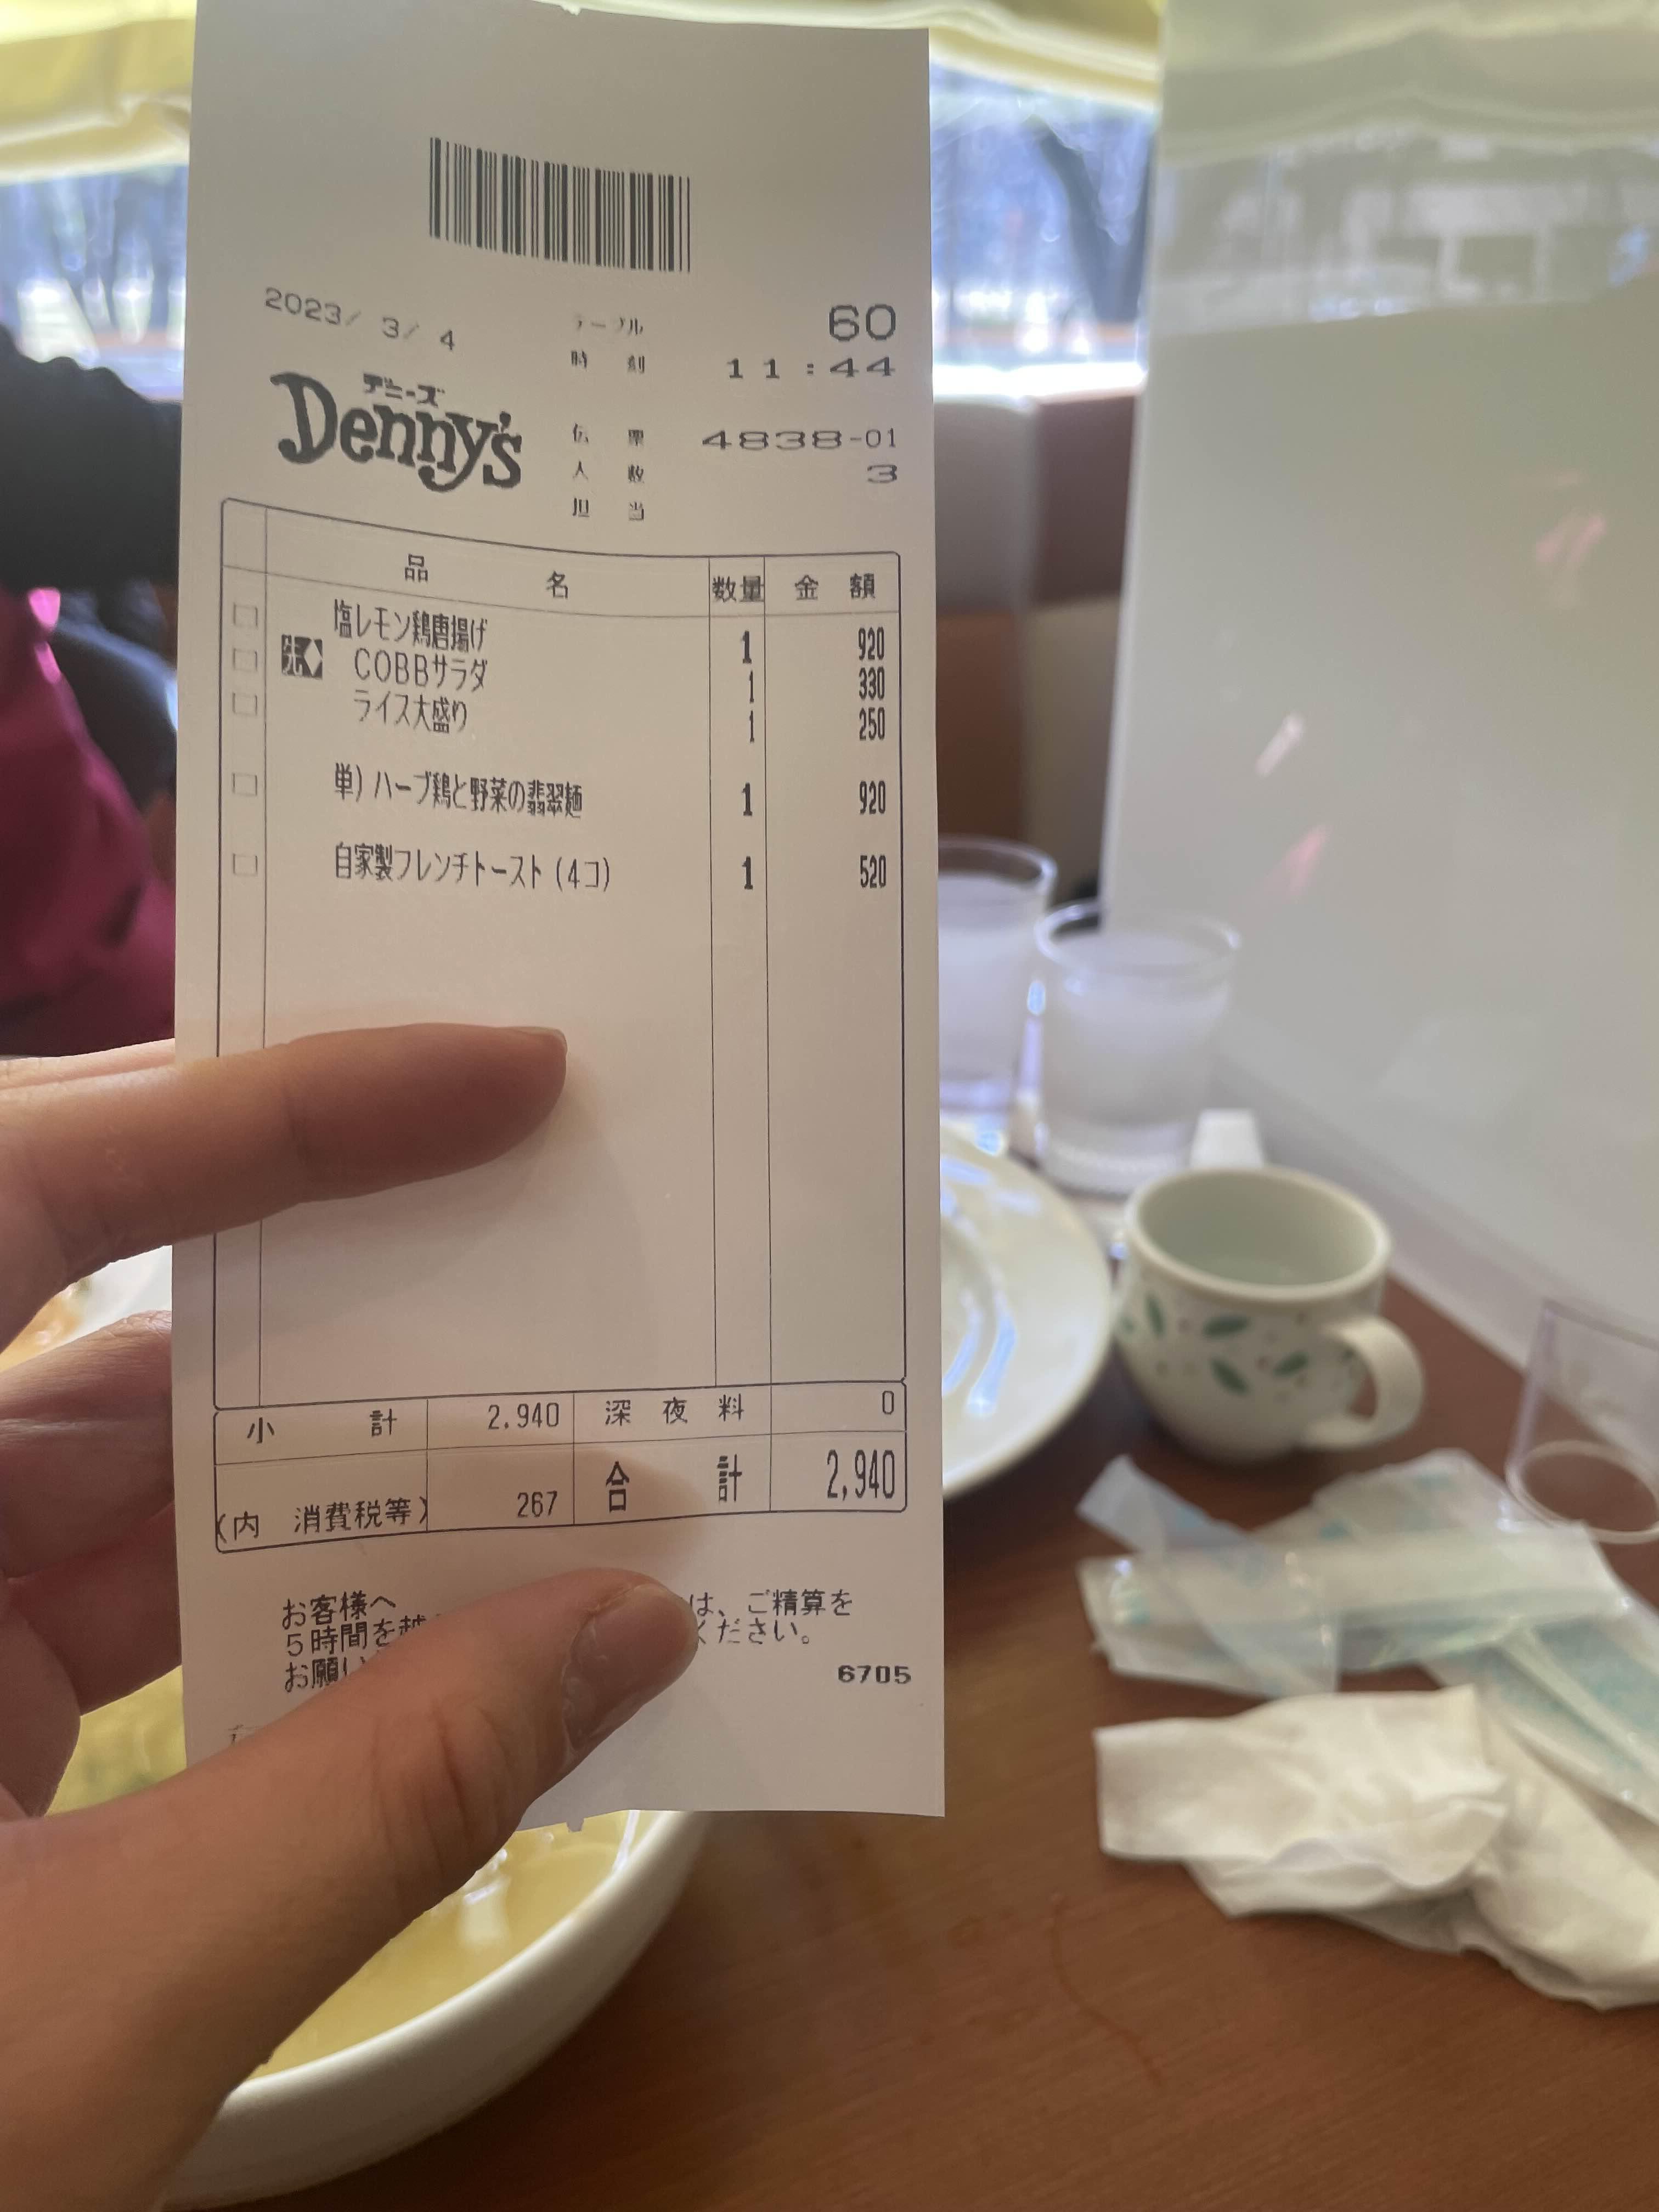 2023/ 3/ 4
テーブル 60
時刻 11:44
デニーズ
Denny's
伝票 4838-01
人数 3
担当
品名 数量 金額
塩レモン鶏唐揚げ 1 920
先 COBBサラダ 1 330
ライス大盛り 1 250
単)ハーブ鶏と野菜の翡翠麺 1 920
自家製フレンチトースト(4コ) 1 520
小計 2.940 深夜料 0
(内 消費税等) 267 合計 2,940
お客様へ は、ご精算を
5時間を越 ください。
お願い
6705